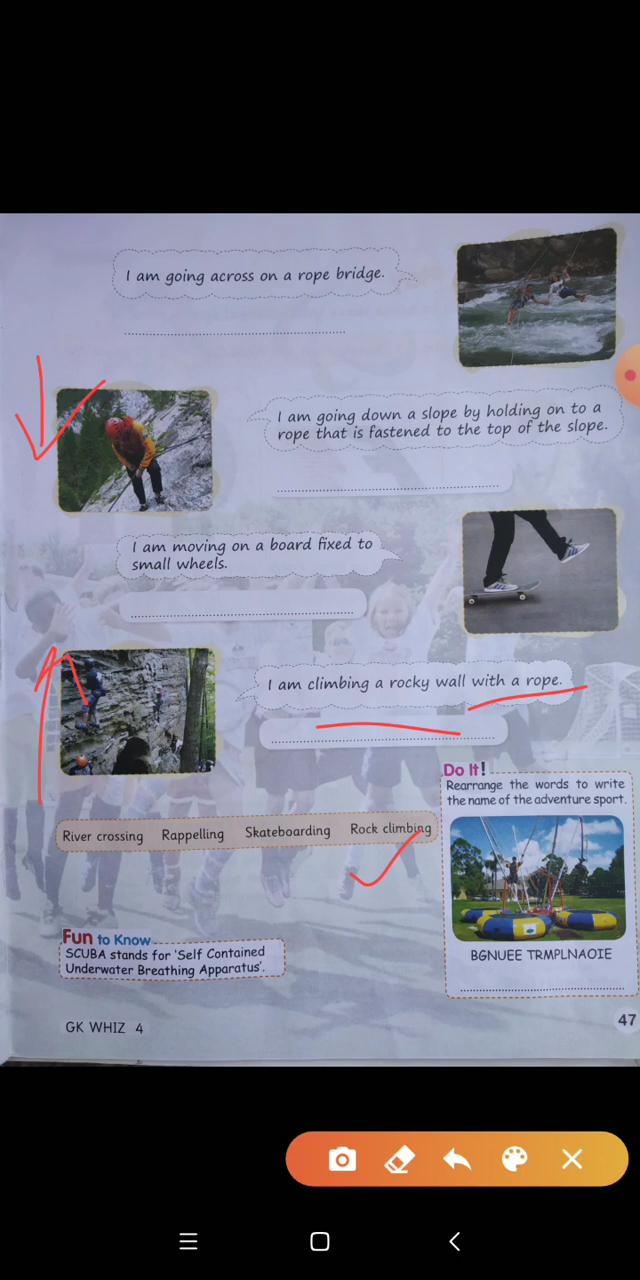 I am going across on a rope bridge.
I am going down a slope by holding on to a
rope that is fastened to the top of the slope.
I am moving on a board fixed to
small wheels.
I am climbing a rocky wall with a rope.
River crossing Rappelling Skateboarding Rock climbing
Do It!
Rearrange the words to write
the name of the adventure sport.
BGNUEE TRMPLNAOIE
Fun to Know
SCUBA stands for 'Self Contained
Underwater Breathing Apparatus'.
GK WHIZ 4
47